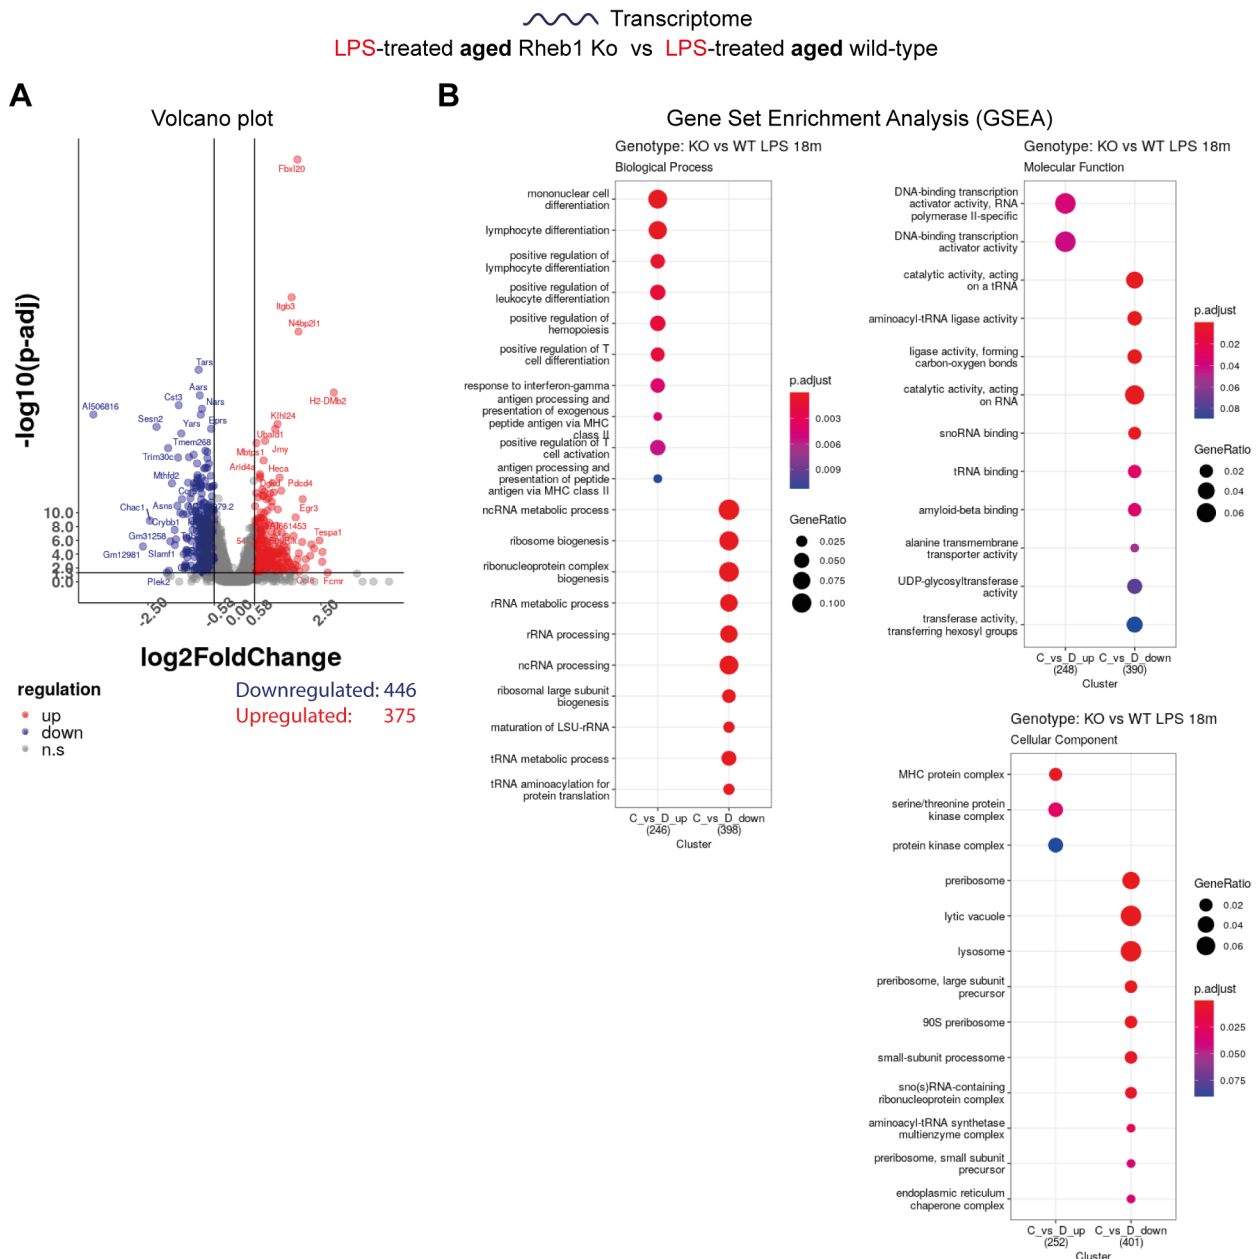 Transcriptome
LPS-treated aged Rheb1 Ko vs LPS-treated aged wild-type
A
Volcano plot
-log10(p-adj)
Fbxl20
Itgb3
N4bp2l1
Tars
Aars
Cst3
Nars
H2-DMb2
AI506816
Sesn2
Yars
Eprs
Klhl24
Ubald1
Tmem268
Mbtps1
Jmy
Trim30c
Arid4a
Heca
Mthfd2
Pdcd4
Chac1
Asns
Egr3
Crybb1
AI661453
Gm31258
Tespa1
Gm12981
Slamf1
Plek2
Fcmr
10.0
8.0
6.0
4.0
0.0
-2.50
-0.58
0.00
0.58
2.50
log2FoldChange
regulation
up
down
n.s
Downregulated: 446
Upregulated: 375
B
Gene Set Enrichment Analysis (GSEA)
Genotype: KO vs WT LPS 18m
Biological Process
mononuclear cell
differentiation
lymphocyte differentiation
positive regulation of
lymphocyte differentiation
positive regulation of
leukocyte differentiation
positive regulation of
hemopoiesis
positive regulation of T
cell differentiation
response to interferon-gamma
antigen processing and
presentation of exogenous
peptide antigen via MHC
class II
positive regulation of T
cell activation
antigen processing and
presentation of peptide
antigen via MHC class II
ncRNA metabolic process
ribosome biogenesis
ribonucleoprotein complex
biogenesis
rRNA metabolic process
rRNA processing
ncRNA processing
ribosomal large subunit
biogenesis
maturation of LSU-rRNA
tRNA metabolic process
tRNA aminoacylation for
protein translation
C_vs_D_up
(246)
C_vs_D_down
(398)
Cluster
p.adjust
0.003
0.006
0.009
GeneRatio
0.025
0.050
0.075
0.100
Genotype: KO vs WT LPS 18m
Molecular Function
DNA-binding transcription
activator activity, RNA
polymerase II-specific
DNA-binding transcription
activator activity
catalytic activity, acting
on a tRNA
aminoacyl-tRNA ligase activity
ligase activity, forming
carbon-oxygen bonds
catalytic activity, acting
on RNA
snoRNA binding
tRNA binding
amyloid-beta binding
alanine transmembrane
transporter activity
UDP-glycosyltransferase
activity
transferase activity,
transferring hexosyl groups
C_vs_D_up
(248)
C_vs_D_down
(390)
Cluster
p.adjust
0.02
0.04
0.06
0.08
GeneRatio
0.02
0.04
0.06
Genotype: KO vs WT LPS 18m
Cellular Component
MHC protein complex
serine/threonine protein
kinase complex
protein kinase complex
preribosome
lytic vacuole
lysosome
preribosome, large subunit
precursor
90S preribosome
small-subunit processome
sno(s)RNA-containing
ribonucleoprotein complex
aminoacyl-tRNA synthetase
multienzyme complex
preribosome, small subunit
precursor
endoplasmic reticulum
chaperone complex
C_vs_D_up
(252)
C_vs_D_down
(401)
Cluster
GeneRatio
0.02
0.04
0.06
p.adjust
0.025
0.050
0.075